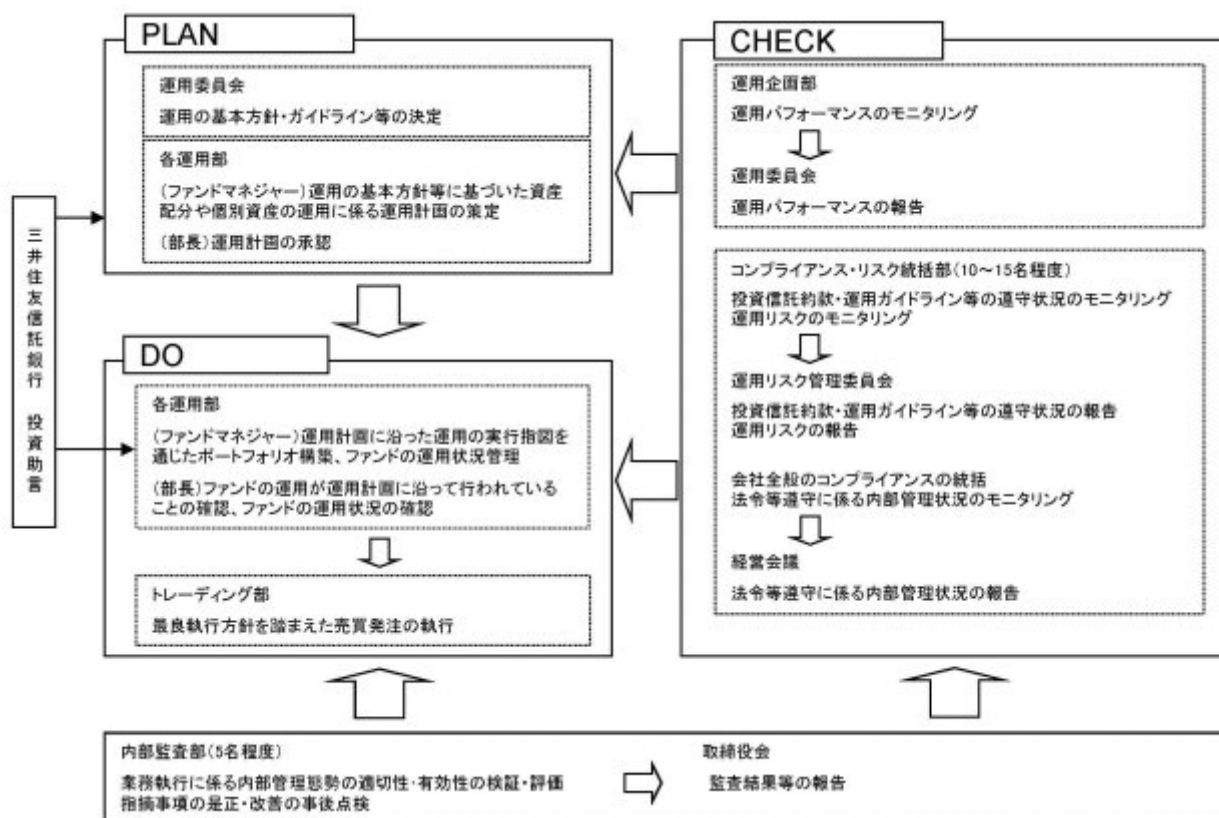 PLAN
運用委員会
運用の基本方針・ガイドライン等の決定
各運用部
(ファンドマネジャー)運用の基本方針等に基づいた資産
配分や個別資産の運用に係る運用計画の策定
(部長)運用計画の承認
三井住友信託銀行 投資助言
DO
各運用部
(ファンドマネジャー)運用計画に沿った運用の実行指図を
通じたポートフォリオ構築、ファンドの運用状況管理
(部長)ファンドの運用が運用計画に沿って行われている
ことの確認、ファンドの運用状況の確認
トレーディング部
最良執行方針を踏まえた売買発注の執行
CHECK
運用企画部
運用パフォーマンスのモニタリング
運用委員会
運用パフォーマンスの報告
コンプライアンス・リスク統括部(10～15名程度)
投資信託約款・運用ガイドライン等の遵守状況のモニタリング
運用リスクのモニタリング
運用リスク管理委員会
投資信託約款・運用ガイドライン等の遵守状況の報告
運用リスクの報告
会社全般のコンプライアンスの統括
法令等遵守に係る内部管理状況のモニタリング
経営会議
法令等遵守に係る内部管理状況の報告
内部監査部(5名程度)
業務執行に係る内部管理態勢の適切性・有効性の検証・評価
指摘事項の是正・改善の事後点検
取締役会
監査結果等の報告